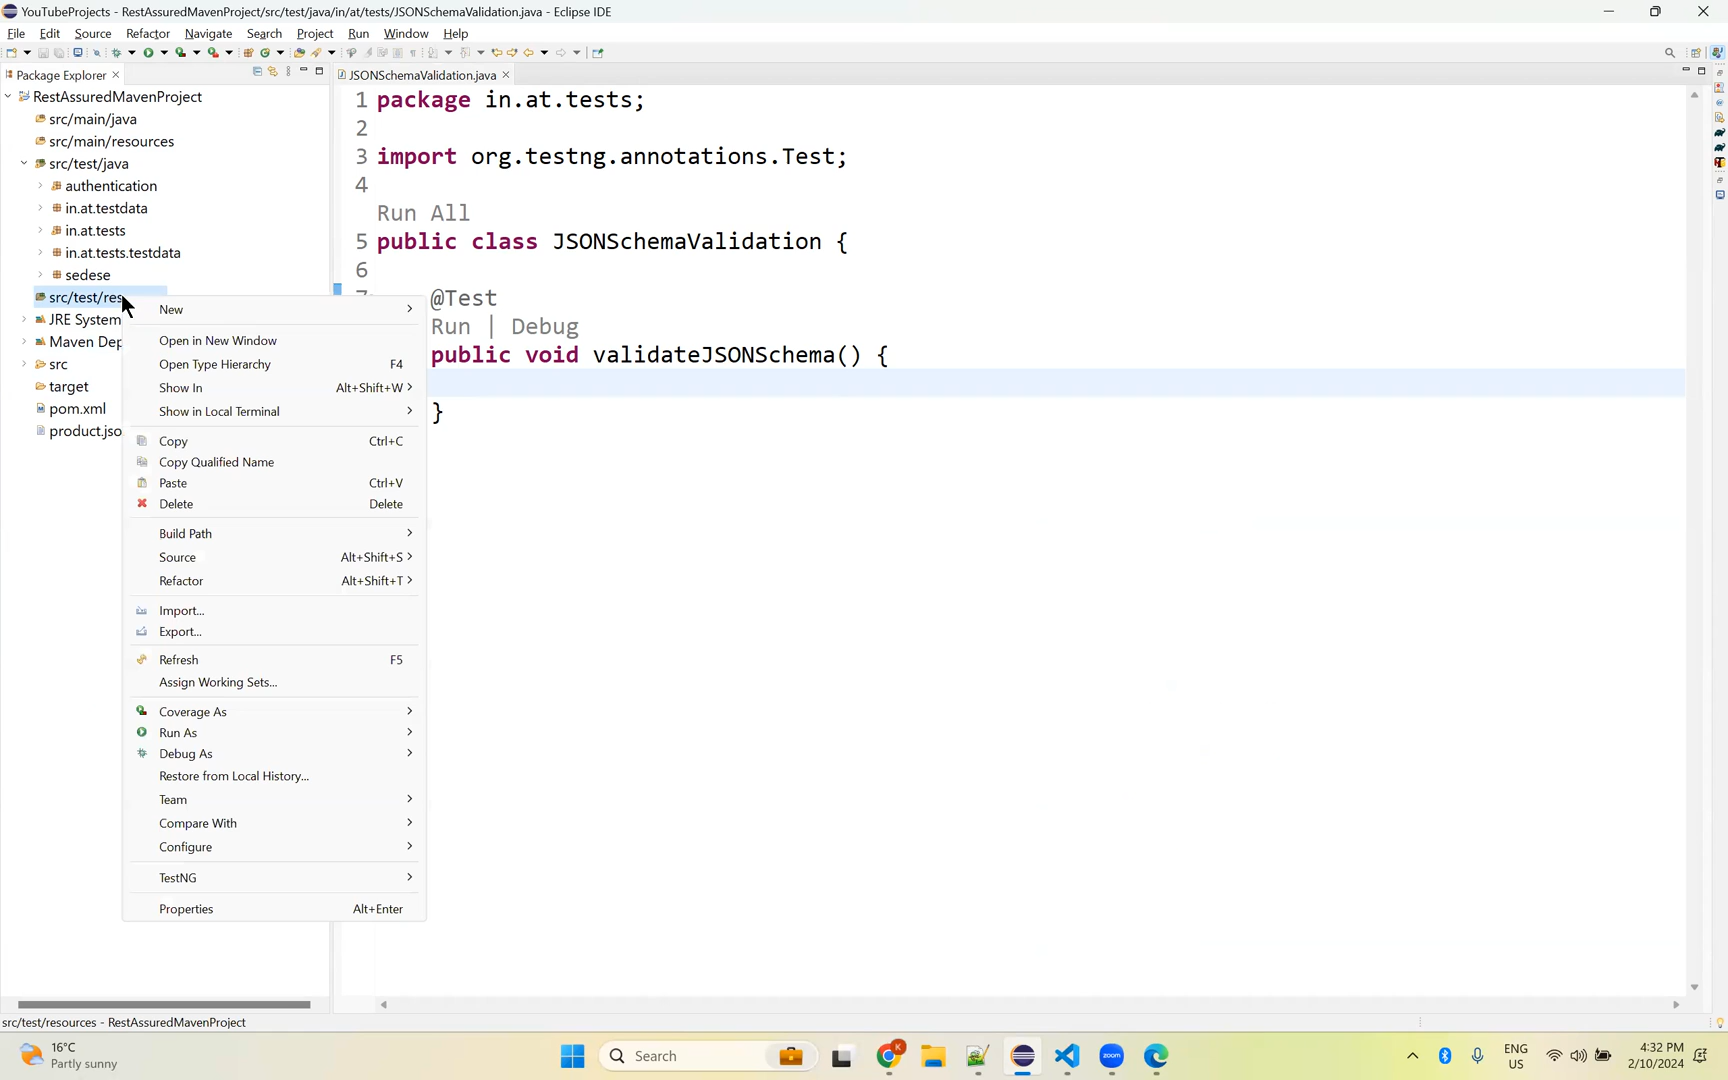 YouTubeProjects - RestAssuredMavenProject/src/test/java/in/at/tests/JSONSchemaValidation.java - Eclipse IDE
File Edit Source Refactor Navigate Search Project Run Window Help
Package Explorer
JSONSchemaValidation.java
RestAssuredMavenProject
src/main/java
src/main/resources
src/test/java
authentication
in.at.testdata
in.at.tests
in.at.tests.testdata
sedese
src/test/res
JRE System
Maven Dep
src
target
pom.xml
product.jso
1 package in.at.tests;
2
3 import org.testng.annotations.Test;
4
Run All
5 public class JSONSchemaValidation {
6
@Test
Run | Debug
public void validateJSONSchema() {
}
New
Open in New Window
Open Type Hierarchy F4
Show In Alt+Shift+W
Show in Local Terminal
Copy Ctrl+C
Copy Qualified Name
Paste Ctrl+V
Delete Delete
Build Path
Source Alt+Shift+S
Refactor Alt+Shift+T
Import...
Export...
Refresh F5
Assign Working Sets...
Coverage As
Run As
Debug As
Restore from Local History...
Team
Compare With
Configure
TestNG
Properties Alt+Enter
src/test/resources - RestAssuredMavenProject
16°C
Partly sunny
Search
K
zoom
ENG
US
4:32 PM
2/10/2024